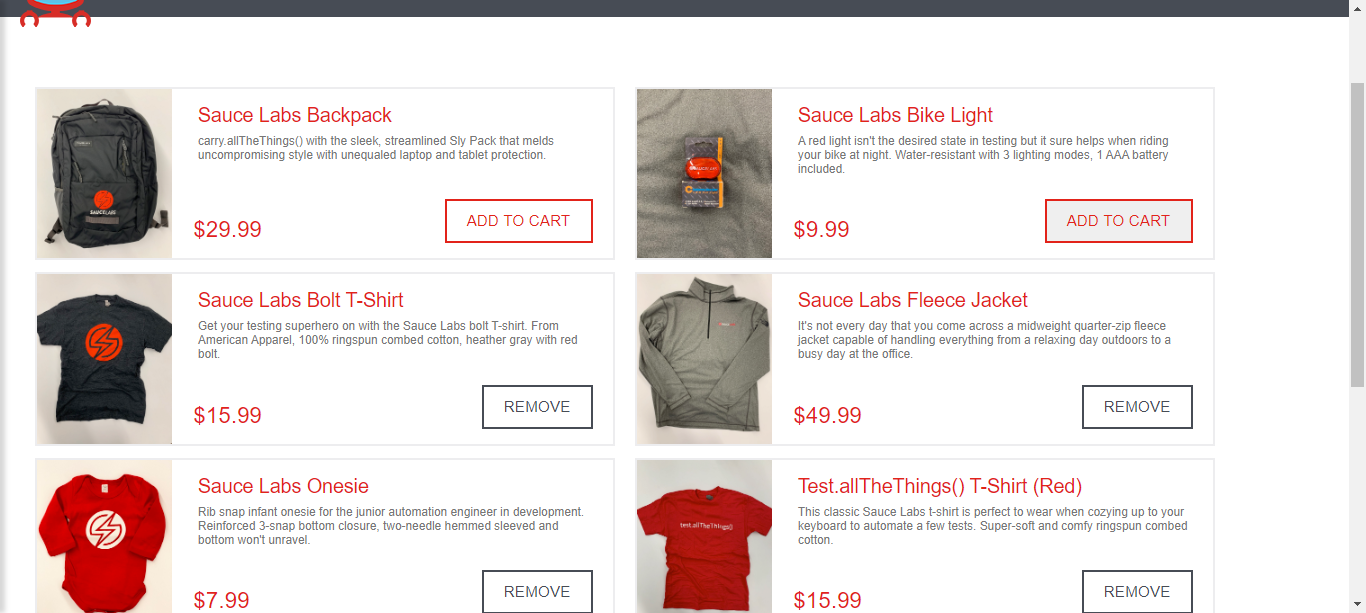 Sauce Labs Backpack
carry.allTheThings() with the sleek, streamlined Sly Pack that melds
uncompromising style with unequaled laptop and tablet protection.
SAUCELABS
$29.99
ADD TO CART
Sauce Labs Bike Light
A red light isn't the desired state in testing but it sure helps when riding
your bike at night. Water-resistant with 3 lighting modes, 1 AAA battery
included.
$9.99
ADD TO CART
Sauce Labs Bolt T-Shirt
Get your testing superhero on with the Sauce Labs bolt T-shirt. From
American Apparel, 100% ringspun combed cotton, heather gray with red
bolt.
$15.99
REMOVE
Sauce Labs Fleece Jacket
It's not every day that you come across a midweight quarter-zip fleece
jacket capable of handling everything from a relaxing day outdoors to a
busy day at the office.
$49.99
REMOVE
Sauce Labs Onesie
Rib snap infant onesie for the junior automation engineer in development.
Reinforced 3-snap bottom closure, two-needle hemmed sleeved and
bottom won't unravel.
$7.99
REMOVE
Test.allTheThings() T-Shirt (Red)
This classic Sauce Labs t-shirt is perfect to wear when cozying up to your
keyboard to automate a few tests. Super-soft and comfy ringspun combed
cotton.
test.allTheThings()
$15.99
REMOVE